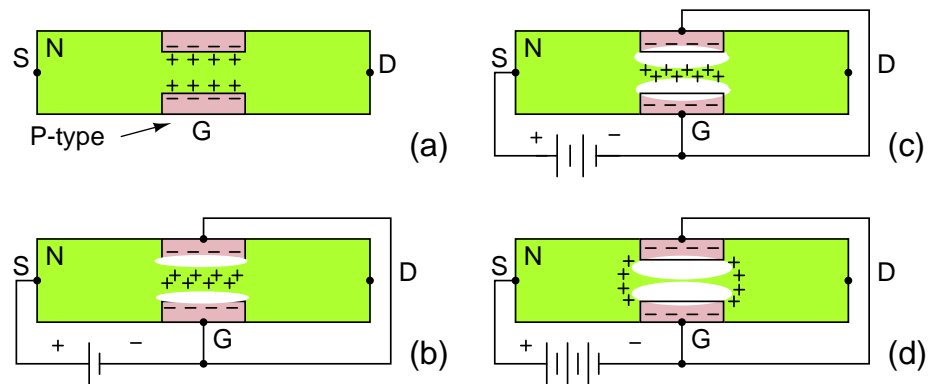 S N D
− − − −
+ + + +
+ + + +
− − − −
P-type G (a)
S N D
− − − −
+ + + + + + + +
− − − −
+ − G (c)
S N D
− − − −
+ + + + + + + +
− − − −
+ − G (b)
S N D
− − − −
+ +
+ +
+ +
+ +
− − − −
+ − G (d)